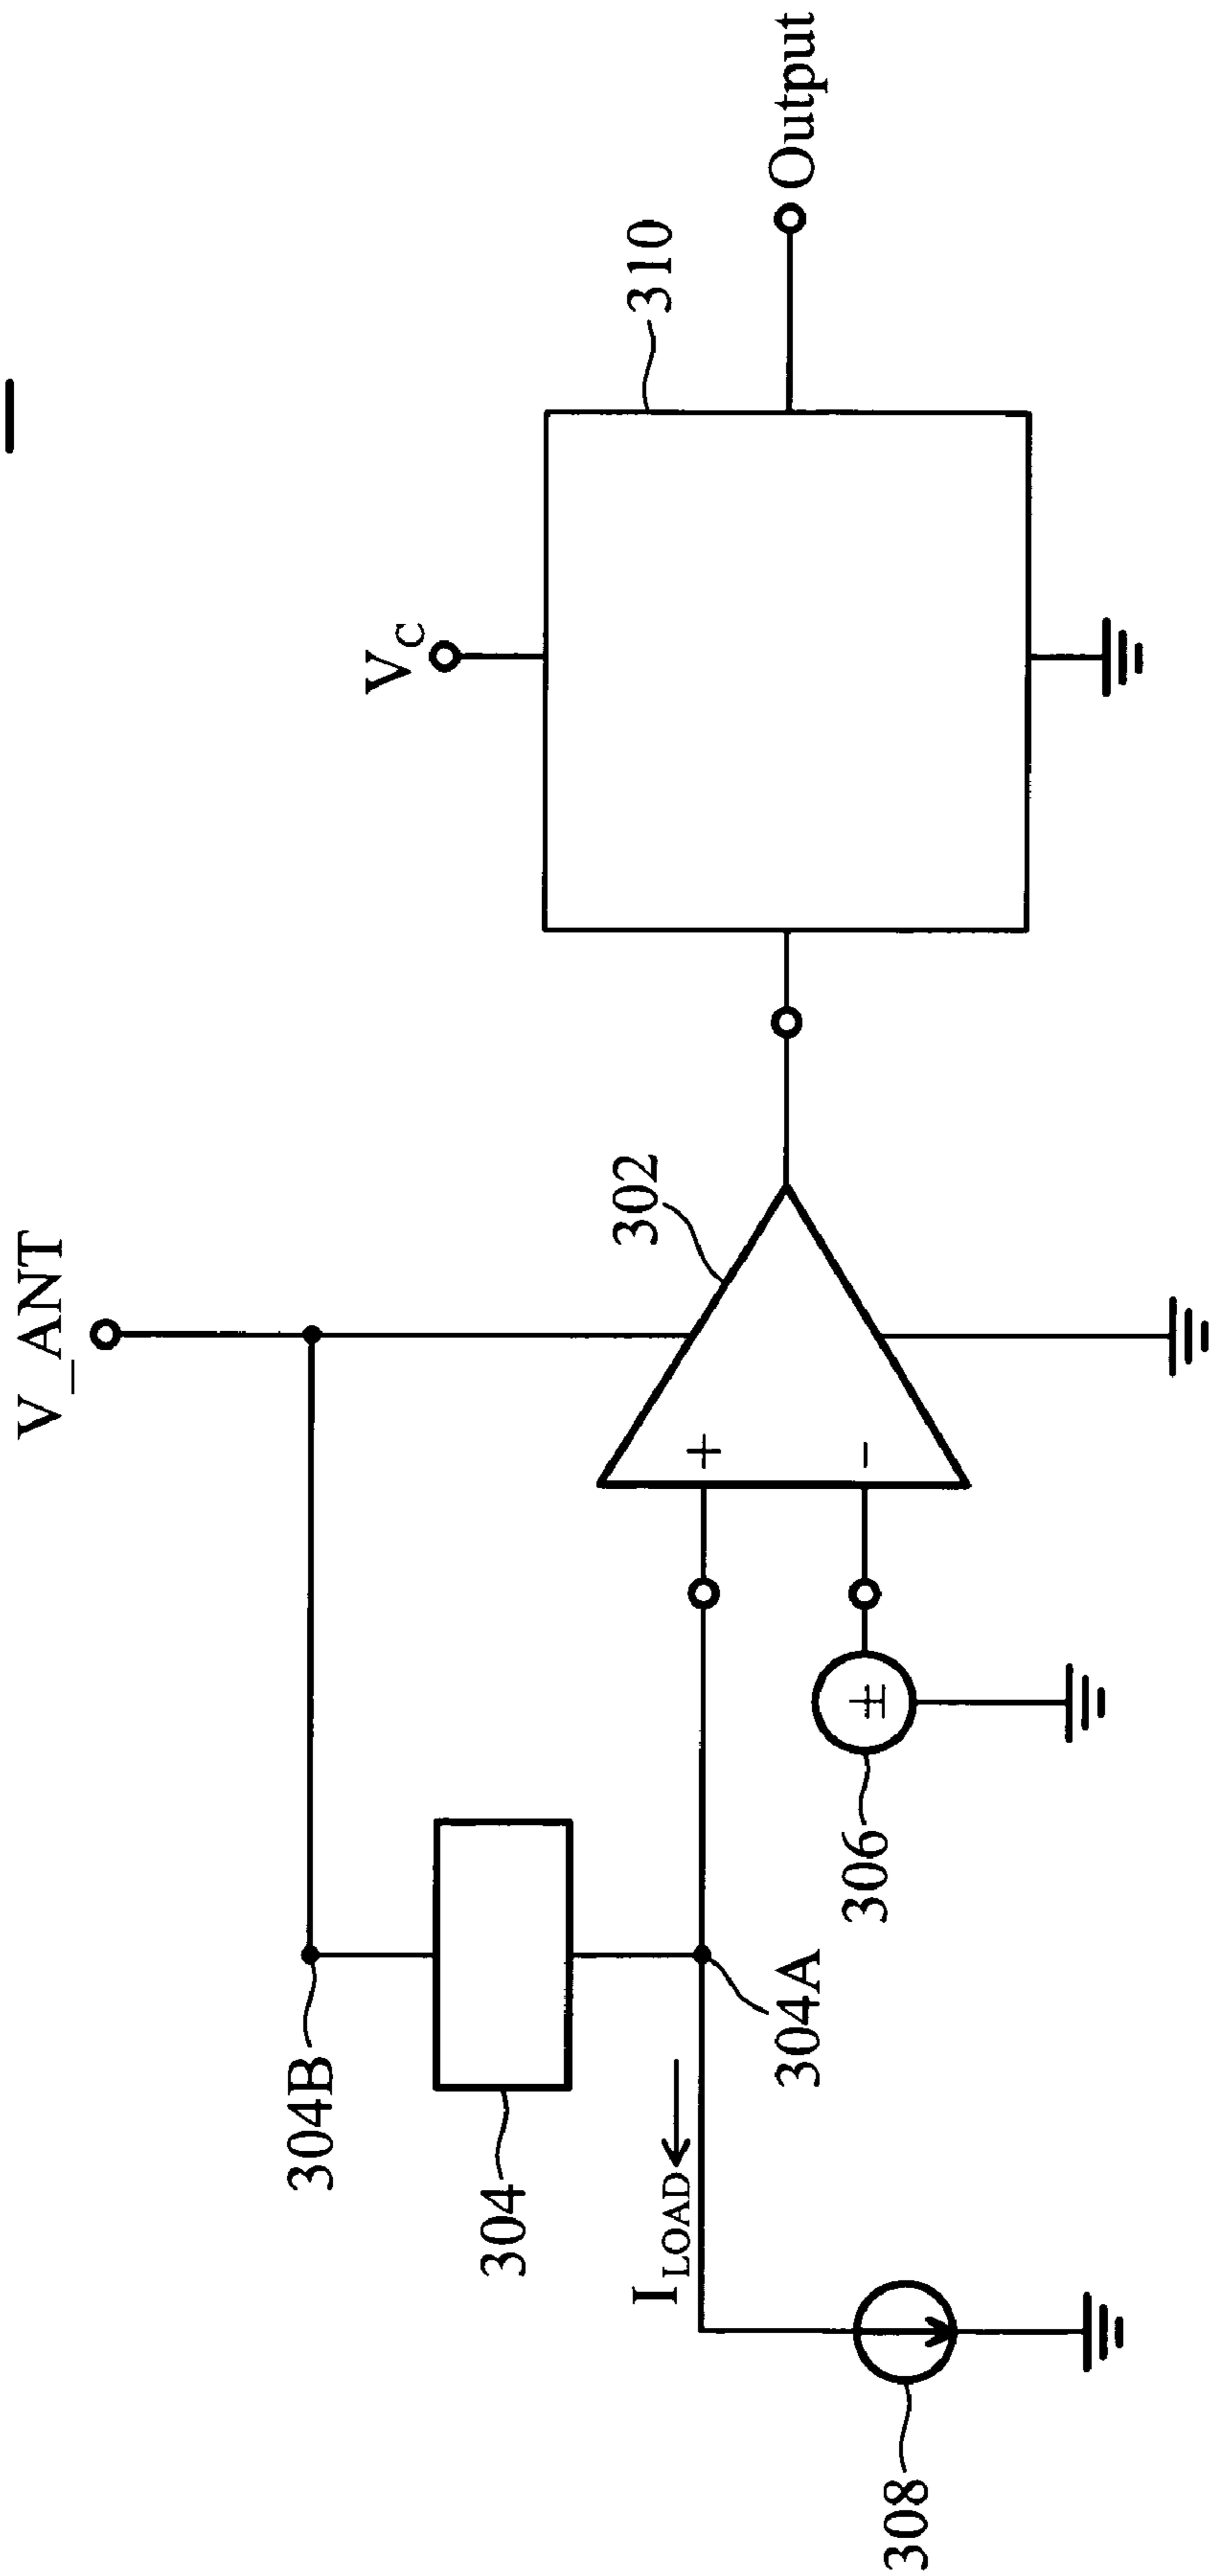 V_ANT
V_C
Output
310
302
304B
304
304A
306
I_LOAD
308
+
-
±